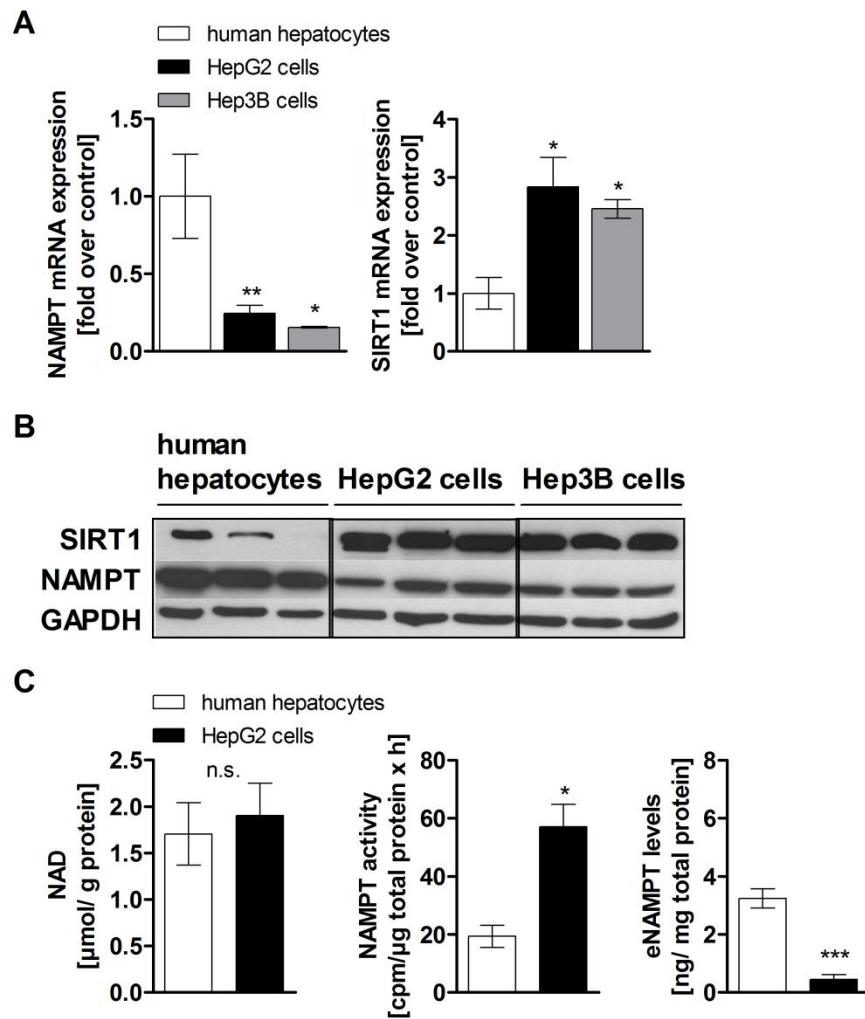 A
human hepatocytes
HepG2 cells
Hep3B cells
NAMPT mRNA expression
[fold over control]
1.5
1.0
0.5
0.0
**
*
SIRT1 mRNA expression
[fold over control]
4
3
2
1
0
*
*
B
human
hepatocytes
HepG2 cells
Hep3B cells
SIRT1
NAMPT
GAPDH
C
human hepatocytes
HepG2 cells
NAD
[µmol/ g protein]
2.5
2.0
1.5
1.0
0.5
0.0
n.s.
NAMPT activity
[cpm/µg total protein x h]
80
60
40
20
0
*
eNAMPT levels
[ng/ mg total protein]
8
6
4
2
0
***